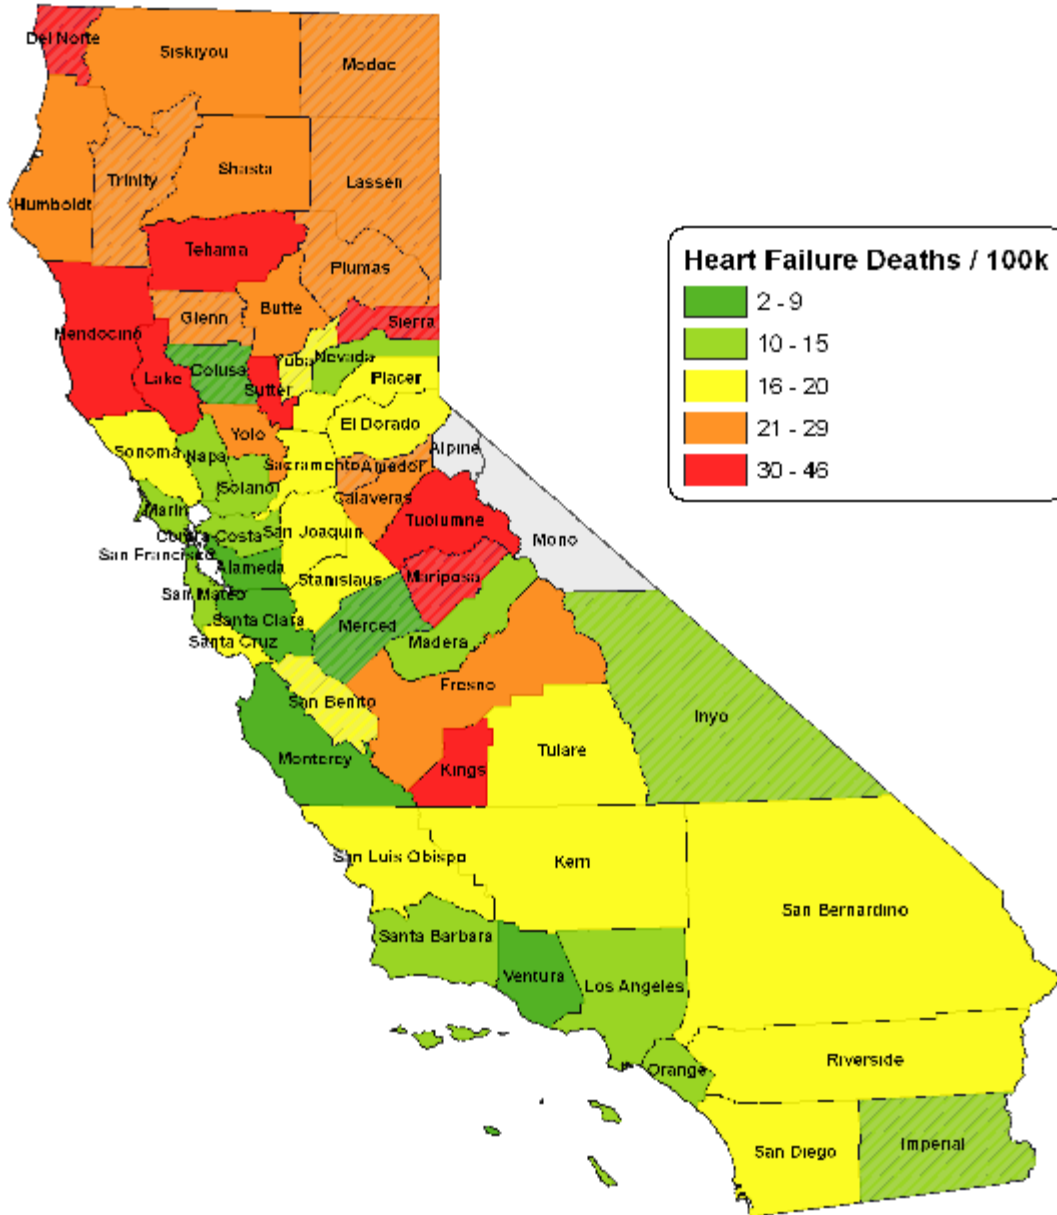 Del Norte
Siskiyou
Modoc
Trinity
Shasta
Lassen
Humboldt
Tehama
Plumas
Heart Failure Deaths / 100k
2 - 9
10 - 15
16 - 20
21 - 29
30 - 46
Glenn
Butte
Sierra
Mendocino
Nevada
Yuba
Colusa
Lake
Placer
Sutter
El Dorado
Yolo
Sonoma
Napa
Alpine
Sacramento
Amador
Solano
Calaveras
Marin
Tuolumne
Contra Costa
San Joaquin
Mono
San Francisco
Alameda
Stanislaus
Mariposa
San Mateo
Santa Clara
Merced
Santa Cruz
Madera
Fresno
San Benito
Inyo
Monterey
Tulare
Kings
San Luis Obispo
Kern
San Bernardino
Santa Barbara
Ventura
Los Angeles
Riverside
Orange
San Diego
Imperial